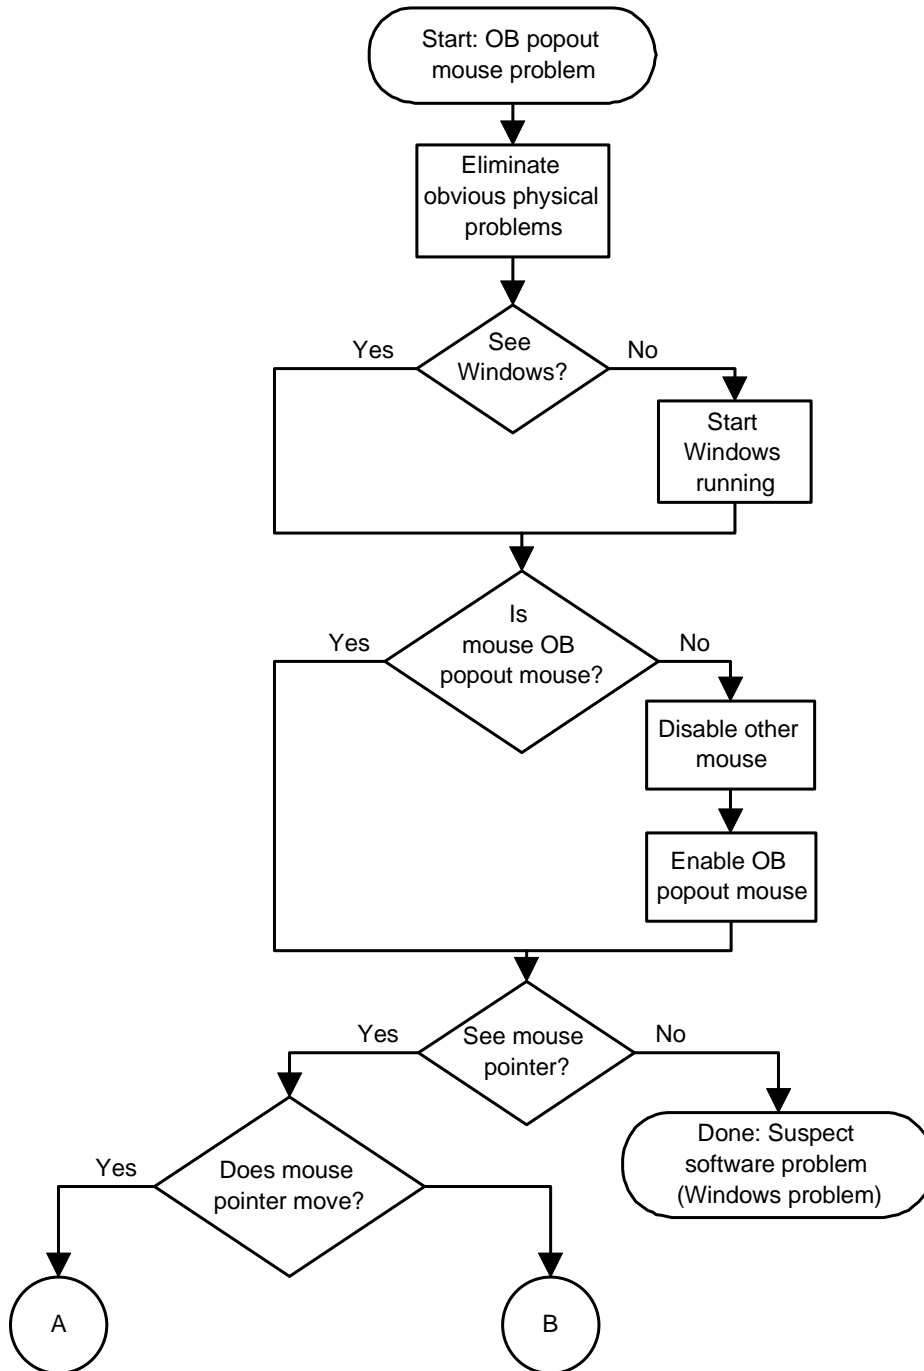 Start: OB popout
mouse problem
Eliminate
obvious physical
problems
Yes
See
Windows?
No
Start
Windows
running
Yes
Is
mouse OB
popout mouse?
No
Disable other
mouse
Enable OB
popout mouse
Yes
See mouse
pointer?
No
Yes
Does mouse
pointer move?
Done: Suspect
software problem
(Windows problem)
A
B